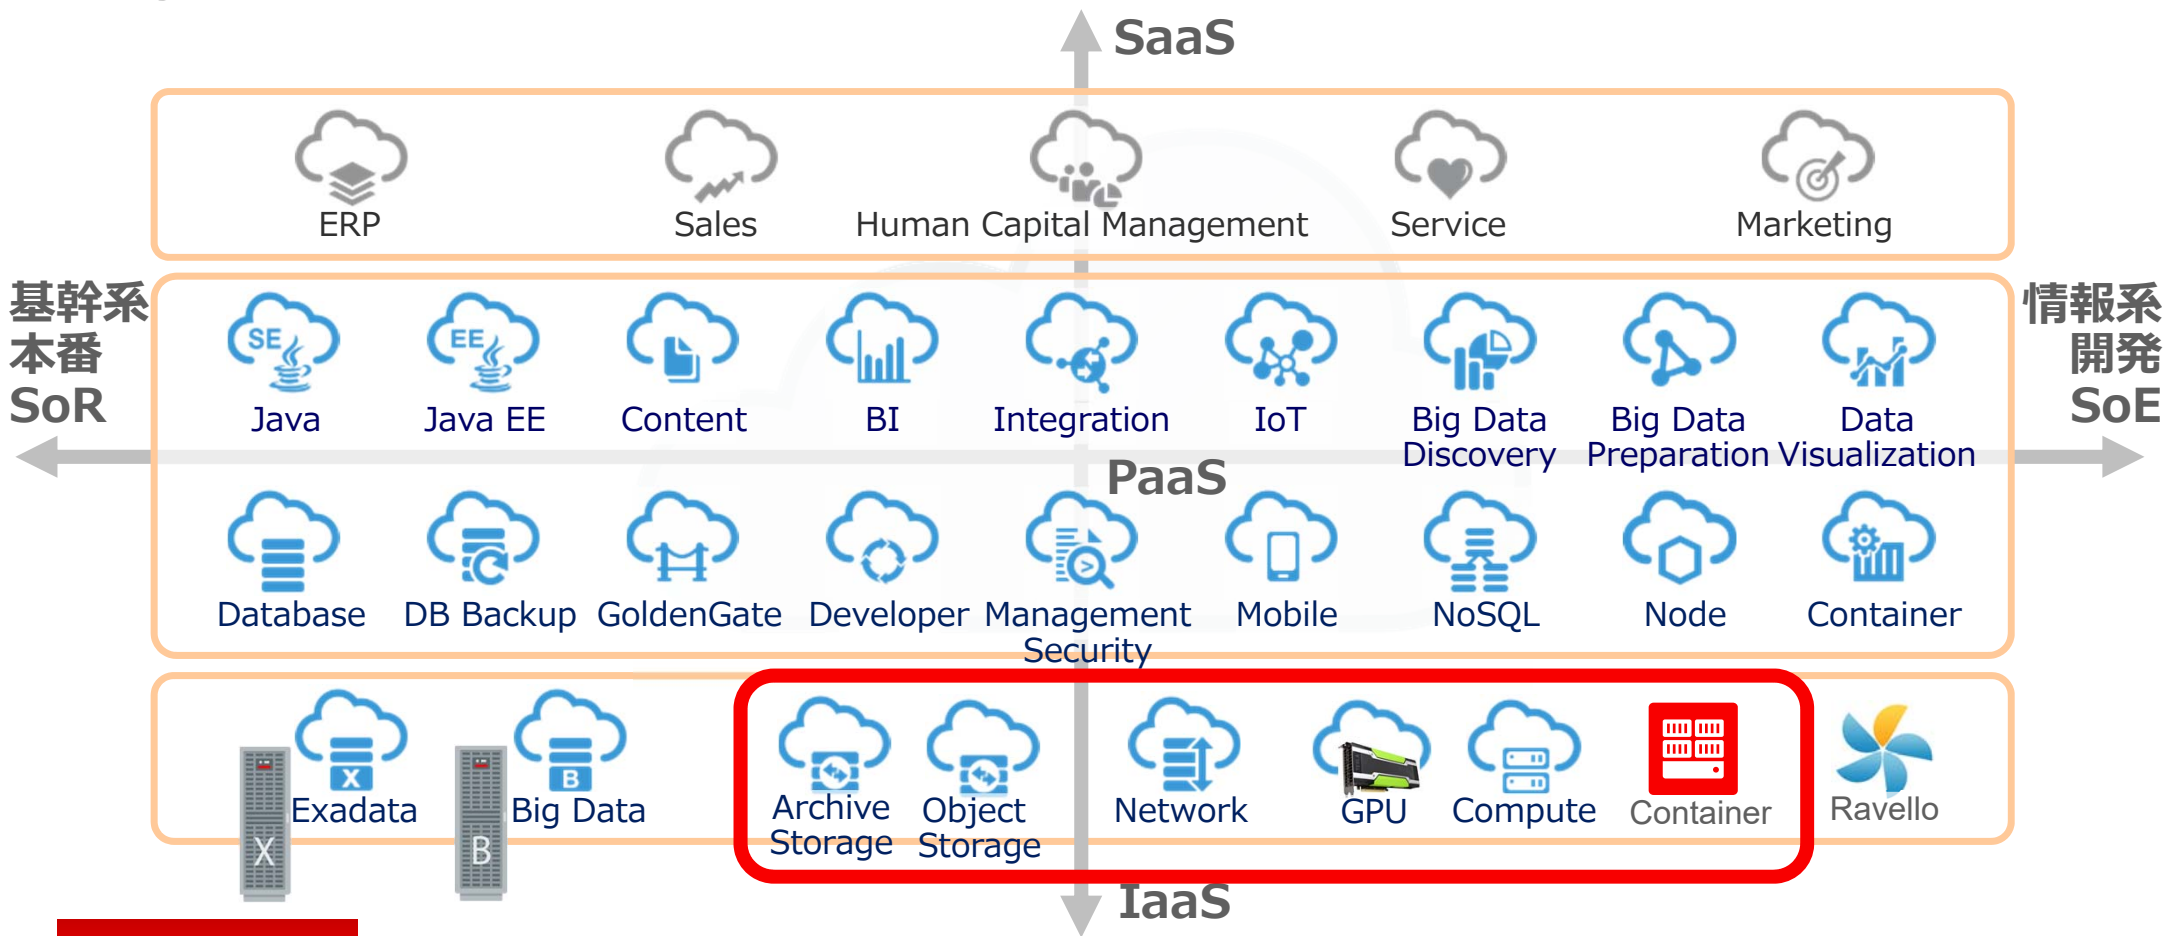 SaaS
ERP
Sales
Human Capital Management
Service
Marketing
基幹系
本番
SoR
情報系
開発
SoE
SE
EE
Java
Java EE
Content
BI
Integration
IoT
Big Data
Discovery
Big Data
Preparation
Data
Visualization
PaaS
Database
DB Backup
GoldenGate
Developer
Management
Security
Mobile
NoSQL
Node
Container
X
Exadata
X
B
Big Data
B
Archive
Storage
Object
Storage
Network
GPU
Compute
Container
Ravello
IaaS